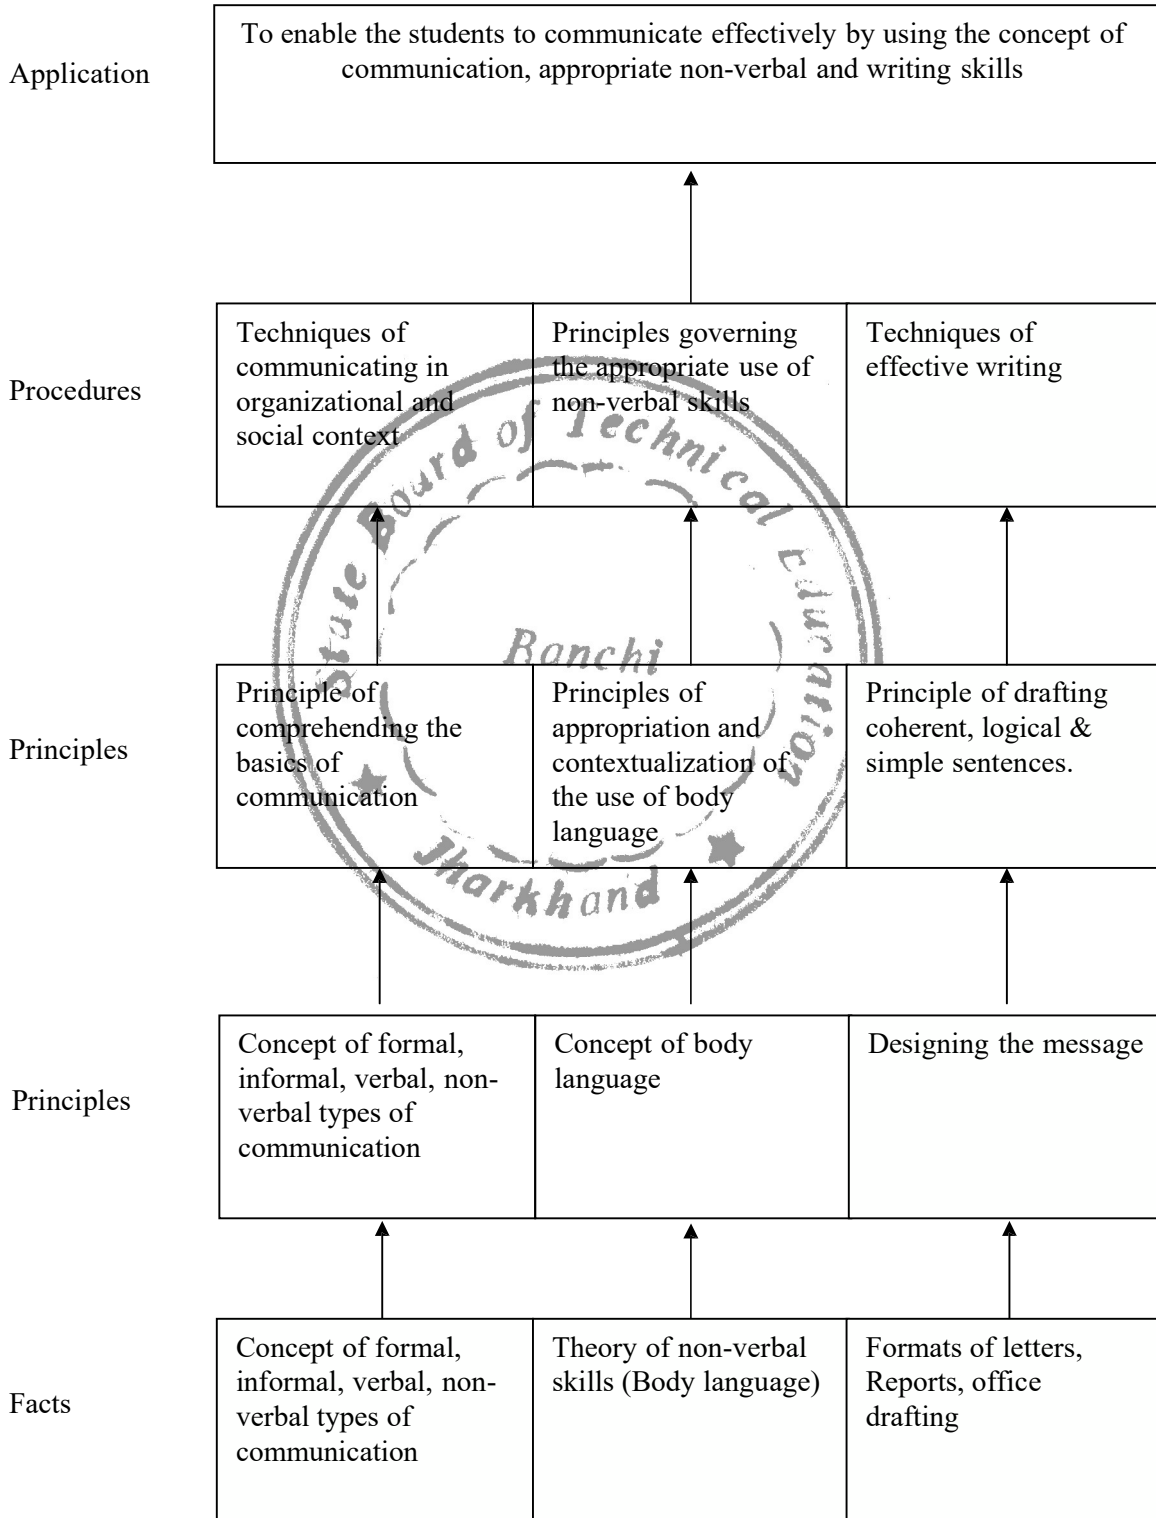 To enable the students to communicate effectively by using the concept of
communication, appropriate non-verbal and writing skills
Application
Procedures
Techniques of
communicating in
organizational and
social context
Principles governing
the appropriate use of
non-verbal skills
Techniques of
effective writing
State Board of Technical Education
Ranchi
Jharkhand
Principles
Principle of
comprehending the
basics of
communication
Principles of
appropriation and
contextualization of
the use of body
language
Principle of drafting
coherent, logical &
simple sentences.
Principles
Concept of formal,
informal, verbal, non-
verbal types of
communication
Concept of body
language
Designing the message
Facts
Concept of formal,
informal, verbal, non-
verbal types of
communication
Theory of non-verbal
skills (Body language)
Formats of letters,
Reports, office
drafting